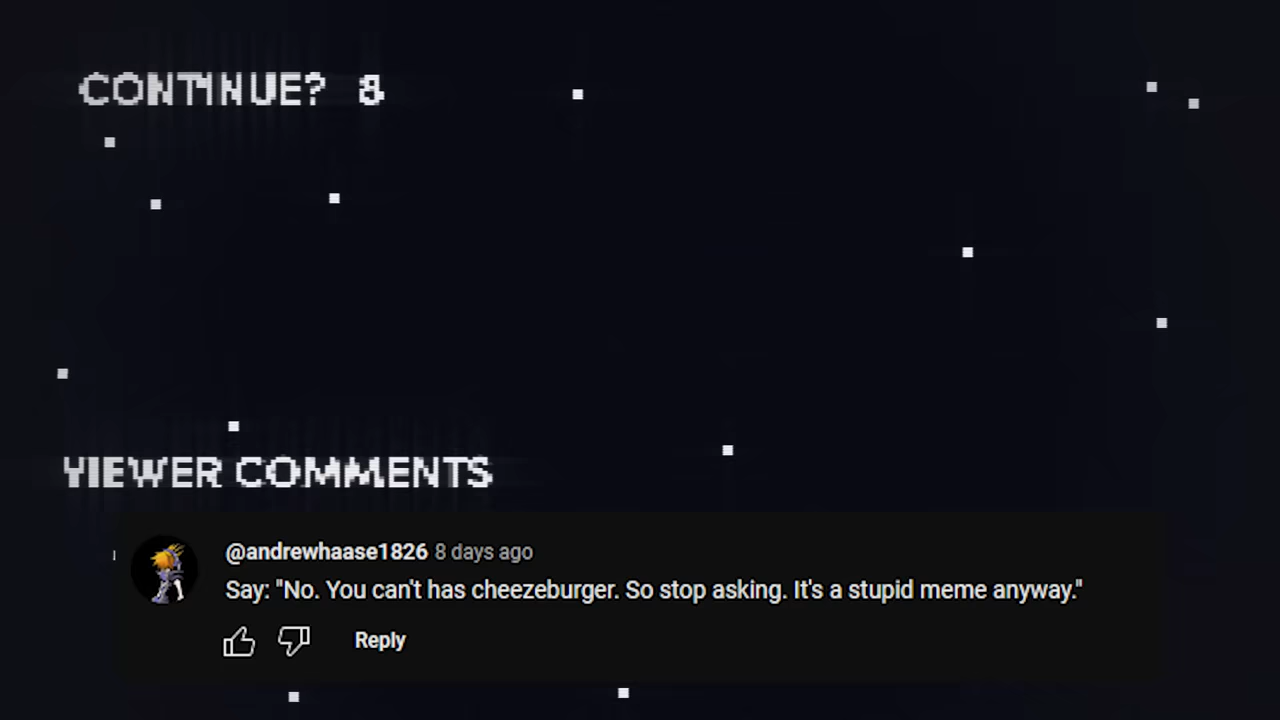 CONTINUE? 8
VIEWER COMMENTS
@andrewhaase1826 8 days ago
Say: "No. You can't has cheezeburger. So stop asking. It's a stupid meme anyway."
Reply